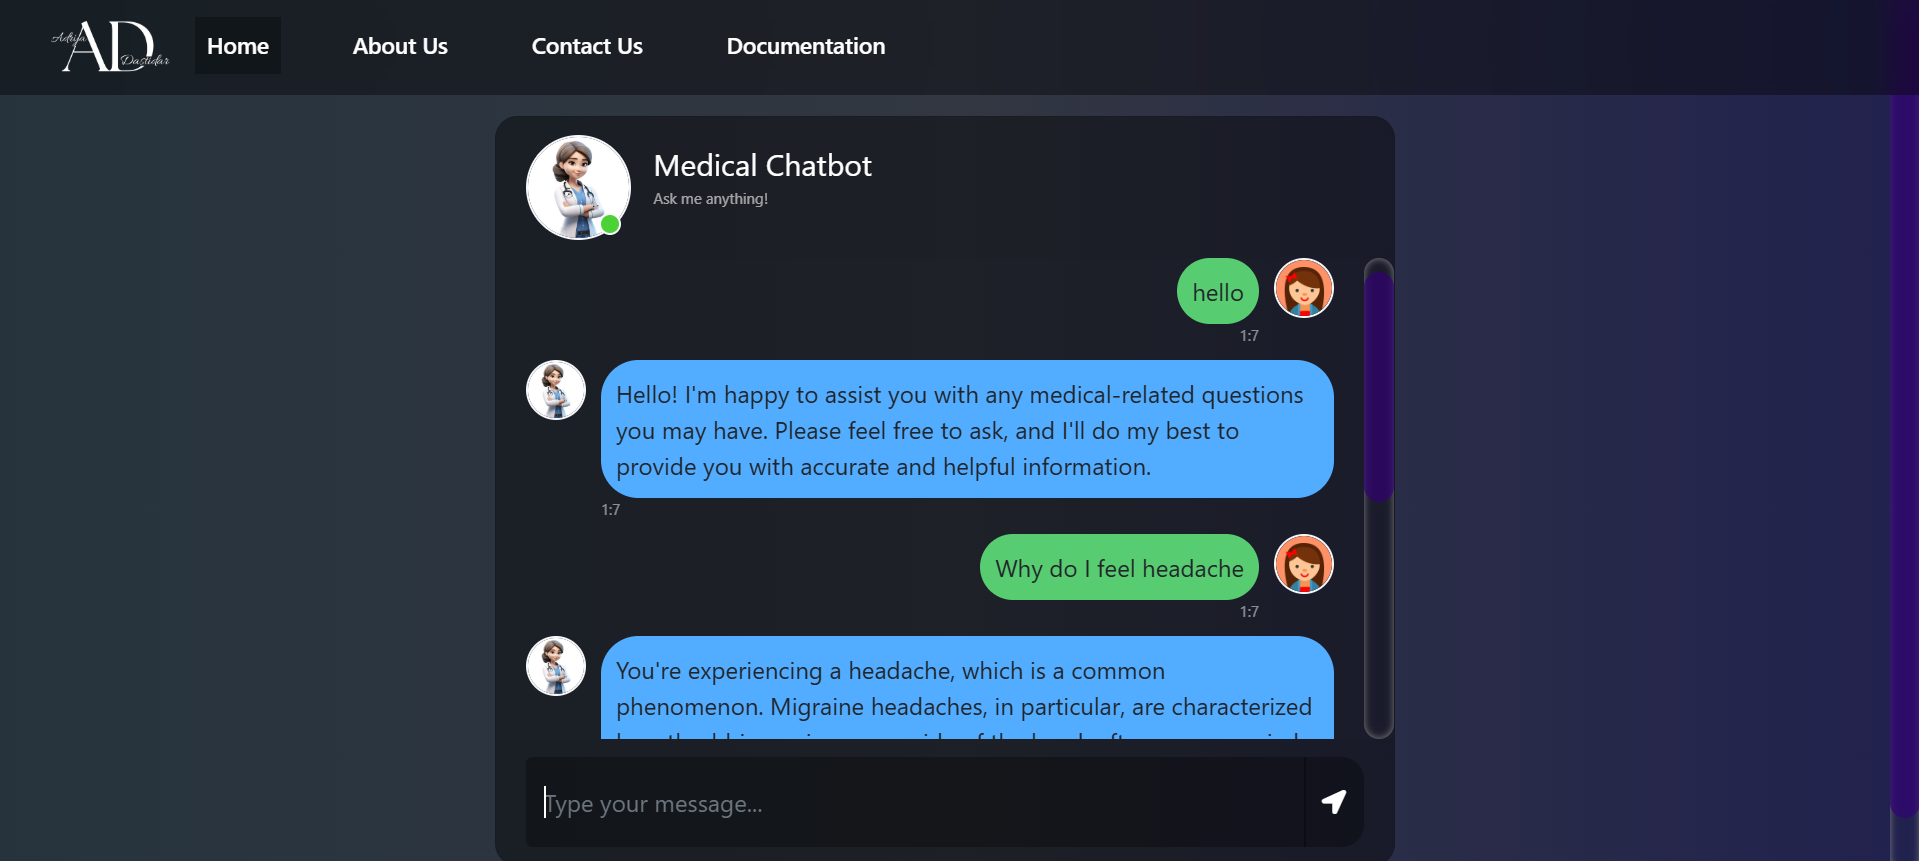 Adrija AD Dastidar
Home About Us Contact Us Documentation
Medical Chatbot
Ask me anything!
hello
1:7
Hello! I'm happy to assist you with any medical-related questions
you may have. Please feel free to ask, and I'll do my best to
provide you with accurate and helpful information.
1:7
Why do I feel headache
1:7
You're experiencing a headache, which is a common
phenomenon. Migraine headaches, in particular, are characterized
Type your message...